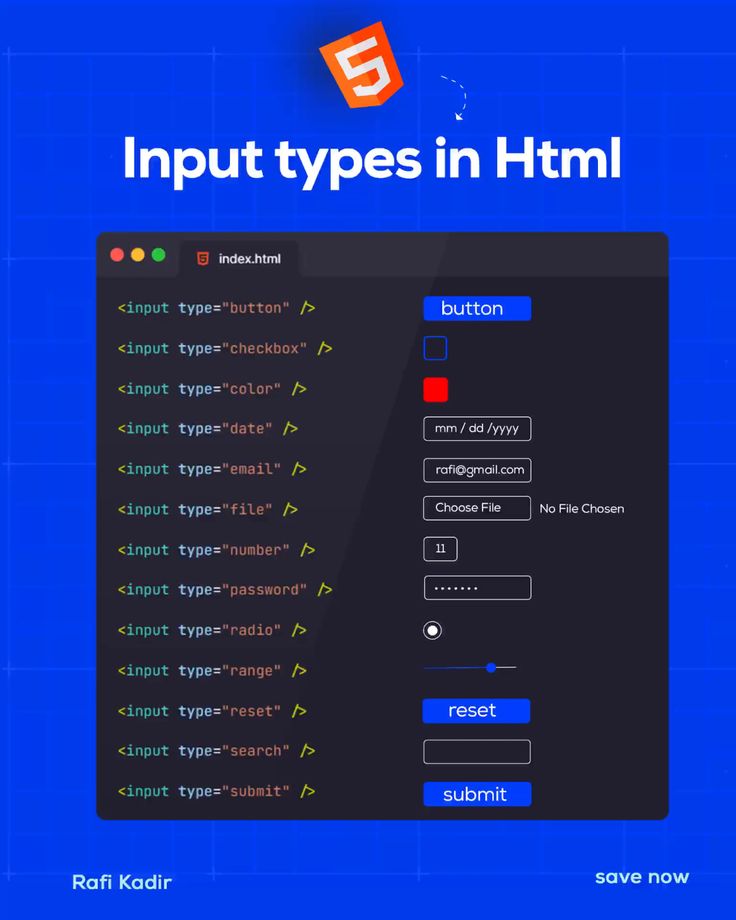 Input types in Html
index.html
<input type="button" /> button
<input type="checkbox" />
<input type="color" />
<input type="date" /> mm / dd /yyyy
<input type="email" /> rafi@gmail.com
<input type="file" /> Choose File No File Chosen
<input type="number" /> 11
<input type="password" /> •••••••
<input type="radio" />
<input type="range" />
<input type="reset" /> reset
<input type="search" />
<input type="submit" /> submit
Rafi Kadir
save now